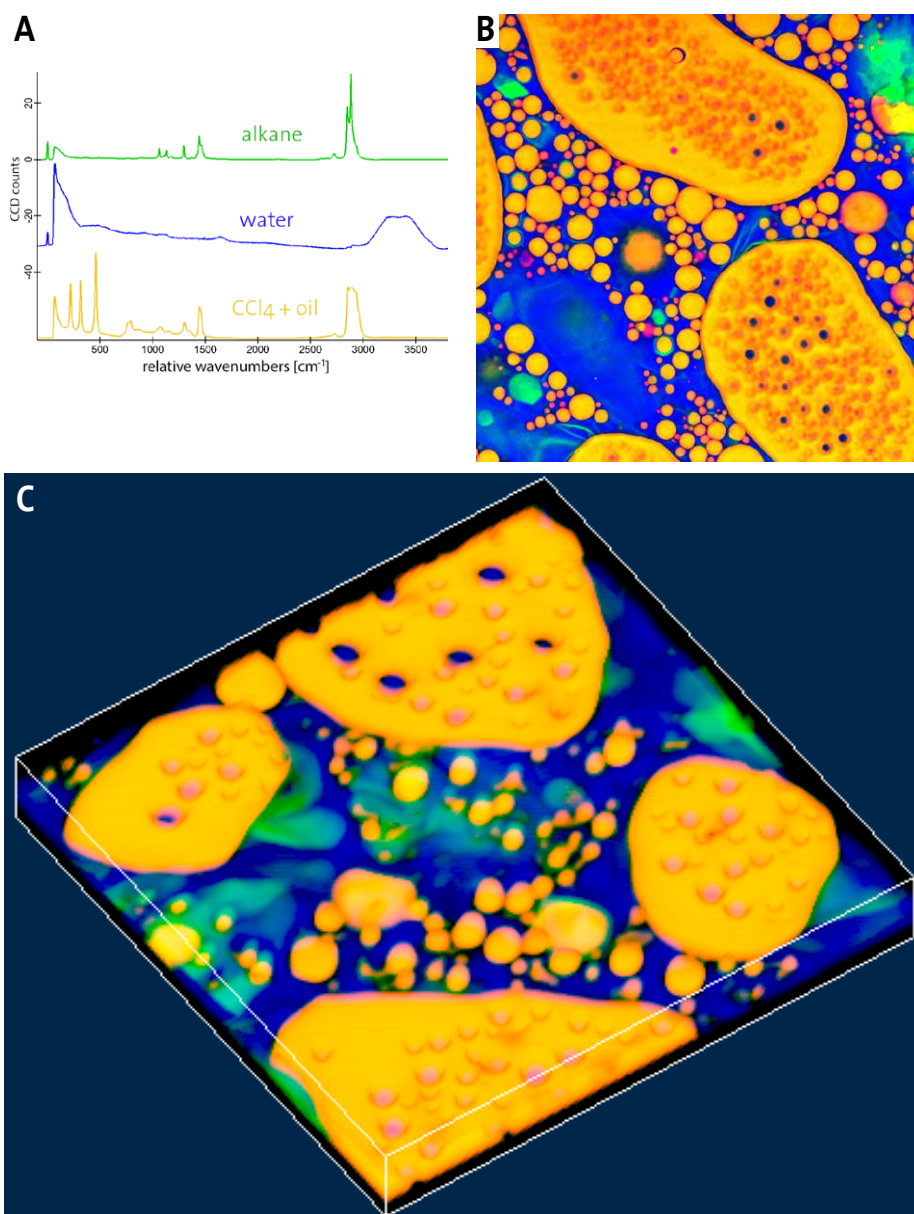 A
B
20
alkane
0
CCD counts
-20
water
-40
CCl4 + oil
500
1000
1500
2000
2500
3000
3500
relative wavenumbers [cm⁻¹]
C